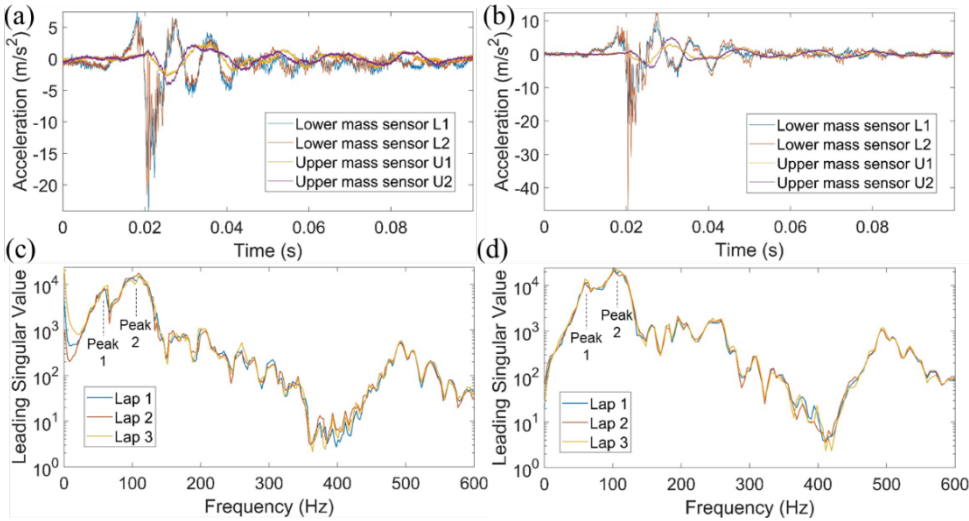 (a)
5
0
-5
-10
-15
-20
Acceleration (m/s²)
Lower mass sensor L1
Lower mass sensor L2
Upper mass sensor U1
Upper mass sensor U2
0 0.02 0.04 0.06 0.08
Time (s)
(b)
10
0
-10
-20
-30
-40
Acceleration (m/s²)
Lower mass sensor L1
Lower mass sensor L2
Upper mass sensor U1
Upper mass sensor U2
0 0.02 0.04 0.06 0.08
Time (s)
(c)
10⁴
10³
10²
10¹
10⁰
Leading Singular Value
Peak
1
Peak
2
Lap 1
Lap 2
Lap 3
0 100 200 300 400 500 600
Frequency (Hz)
(d)
10⁴
10³
10²
10¹
10⁰
Leading Singular Value
Peak
1
Peak
2
Lap 1
Lap 2
Lap 3
0 100 200 300 400 500 600
Frequency (Hz)